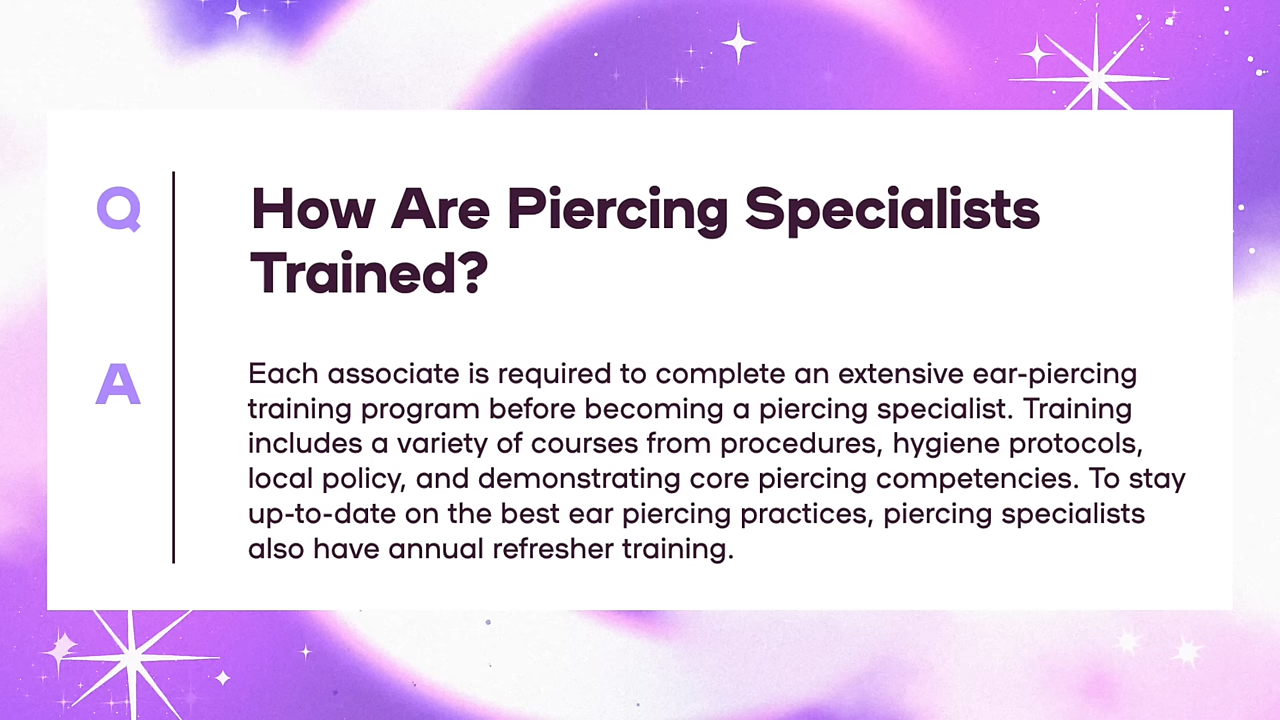 Q
How Are Piercing Specialists
Trained?
A
Each associate is required to complete an extensive ear-piercing
training program before becoming a piercing specialist. Training
includes a variety of courses from procedures, hygiene protocols,
local policy, and demonstrating core piercing competencies. To stay
up-to-date on the best ear piercing practices, piercing specialists
also have annual refresher training.